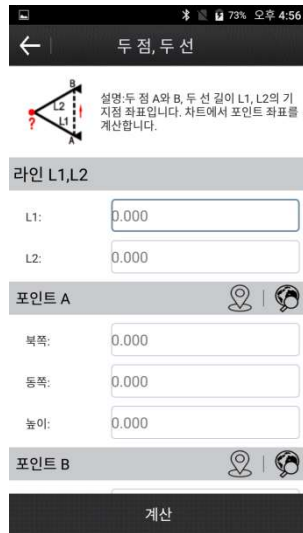 73% 오후 4:56
두 점, 두 선
B
L2
L1
?
A
설명:두 점 A와 B, 두 선 길이 L1, L2의 기
지점 좌표입니다. 차트에서 포인트 좌표를
계산합니다.
라인 L1,L2
L1: 0.000
L2: 0.000
포인트 A
북쪽: 0.000
동쪽: 0.000
높이: 0.000
포인트 B
계산